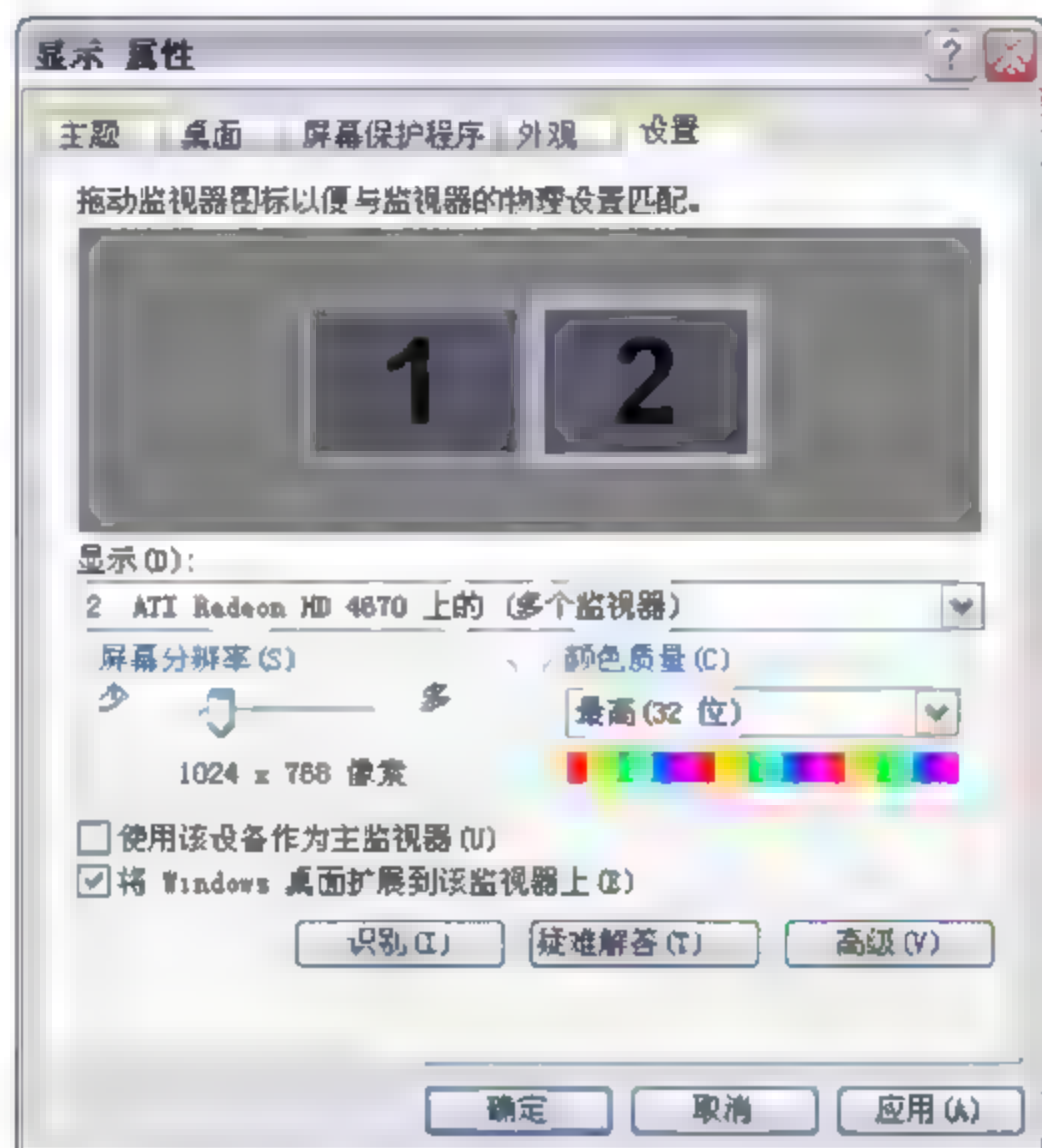 显示 属性
主题 桌面 屏幕保护程序 外观 设置
拖动监视器图标以便与监视器的物理设置匹配。
1 2
显示(D):
2 ATI Radeon HD 4670 上的 (多个监视器)
屏幕分辨率(S) 颜色质量(C)
少 多 最高(32 位)
1024 x 768 像素
使用该设备作为主监视器(U)
将 Windows 桌面扩展到该监视器上(E)
识别(I) 疑难解答(T) 高级(V)
确定 取消 应用(A)